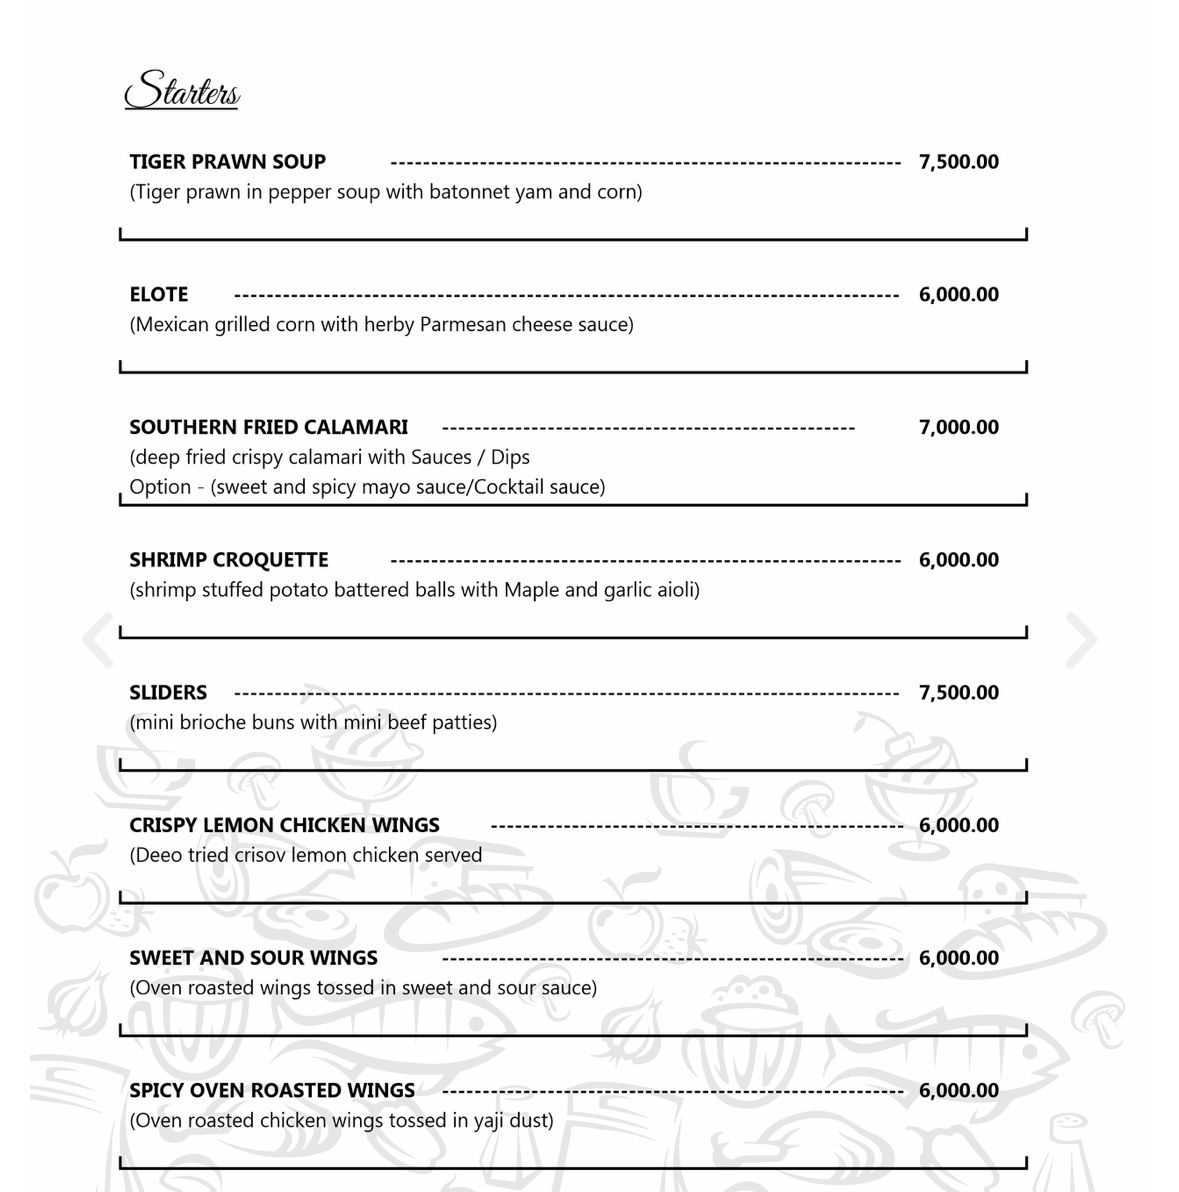 Starters
TIGER PRAWN SOUP ---------------------------------------------------------------- 7,500.00
(Tiger prawn in pepper soup with batonnet yam and corn)
ELOTE ---------------------------------------------------------------------------------- 6,000.00
(Mexican grilled corn with herby Parmesan cheese sauce)
SOUTHERN FRIED CALAMARI --------------------------------------------------- 7,000.00
(deep fried crispy calamari with Sauces / Dips
Option - (sweet and spicy mayo sauce/Cocktail sauce)
SHRIMP CROQUETTE ---------------------------------------------------------------- 6,000.00
(shrimp stuffed potato battered balls with Maple and garlic aioli)
SLIDERS ---------------------------------------------------------------------------------- 7,500.00
(mini brioche buns with mini beef patties)
CRISPY LEMON CHICKEN WINGS --------------------------------------------------- 6,000.00
(Deeo tried crisov lemon chicken served
SWEET AND SOUR WINGS --------------------------------------------------------- 6,000.00
(Oven roasted wings tossed in sweet and sour sauce)
SPICY OVEN ROASTED WINGS --------------------------------------------------------- 6,000.00
(Oven roasted chicken wings tossed in yaji dust)